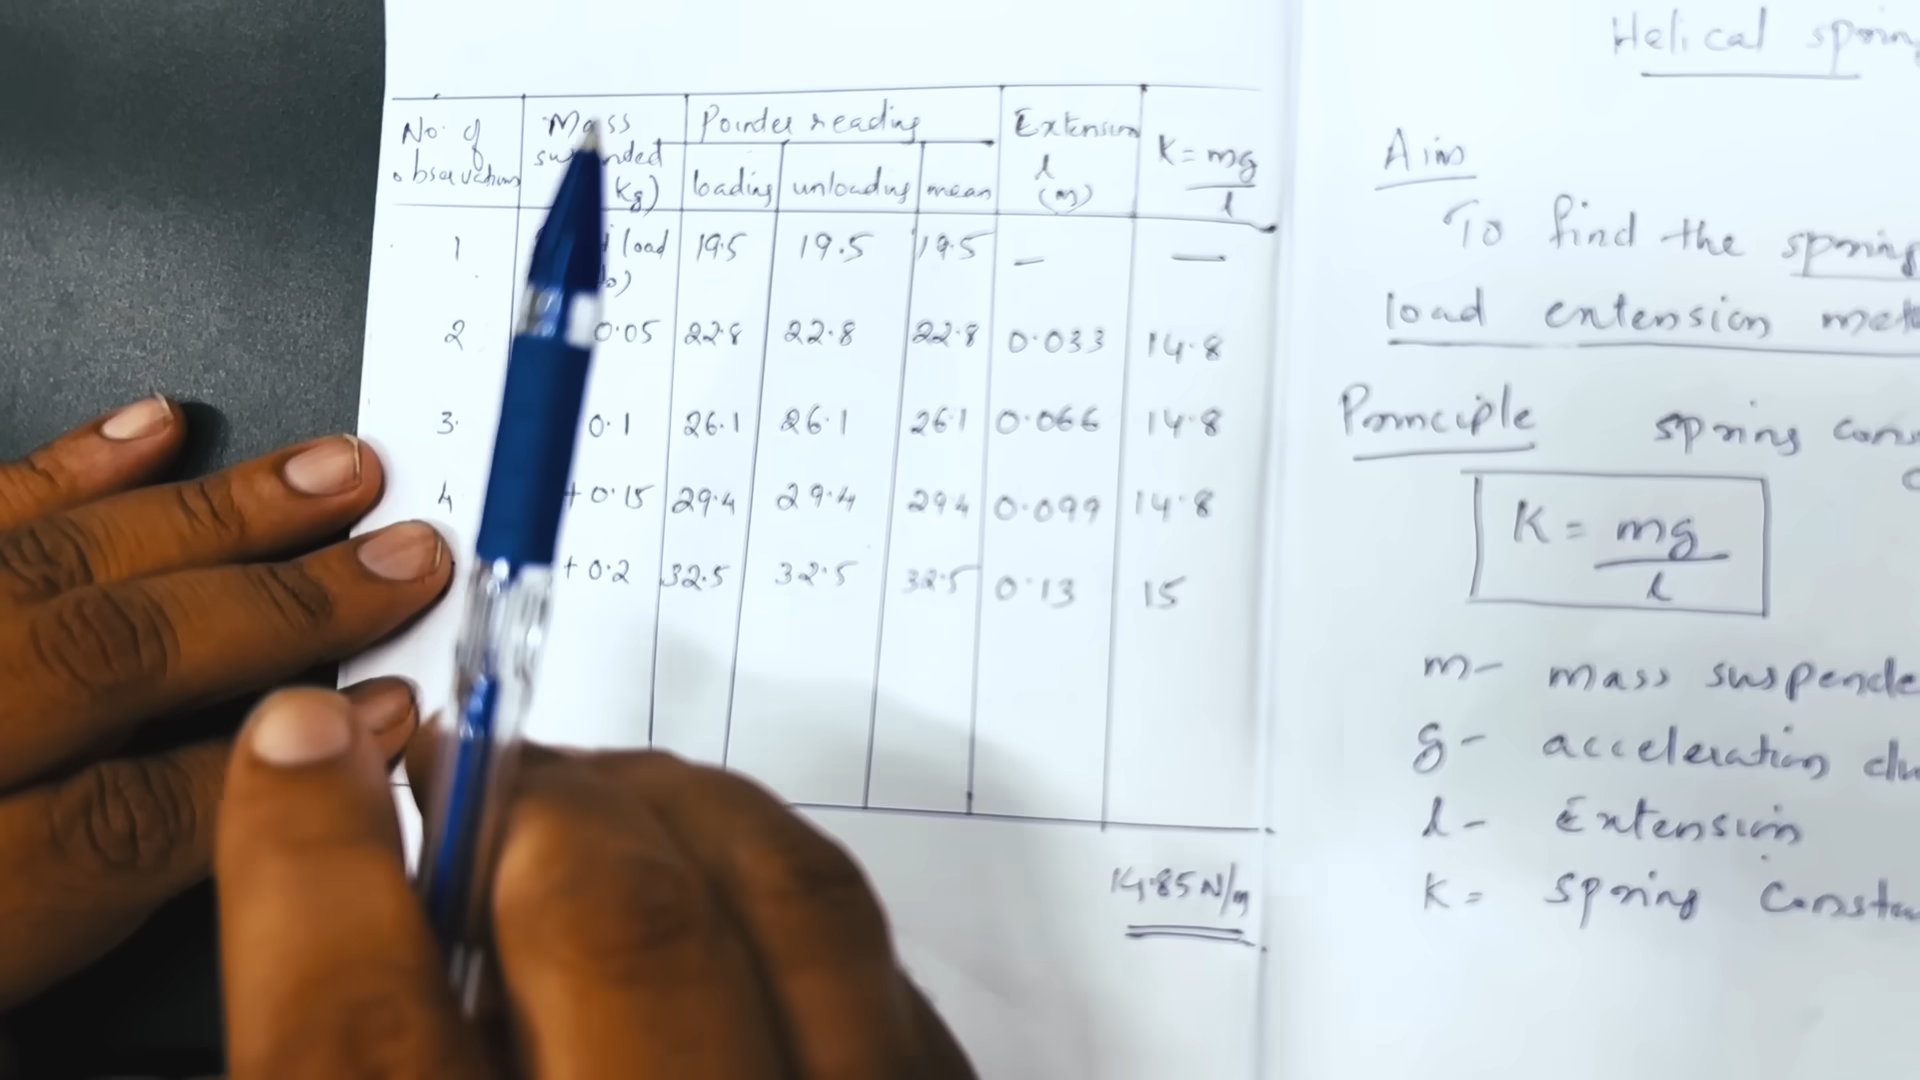 No. of observations Mass suspended Kg) Pointer reading loading unloading mean Extension l (m) K = mg/l
1 load 19.5 19.5 19.5 — —
2 0.05 22.8 22.8 22.8 0.033 14.8
3. 0.1 26.1 26.1 26.1 0.066 14.8
4 +0.15 29.4 29.4 29.4 0.099 14.8
+0.2 32.5 32.5 32.5 0.13 15
14.85 N/m
Helical
Aim
To find the spring
load extension
Principle spring
K = mg/l
m - mass
g - acceleration
l - Extension
K = Spring